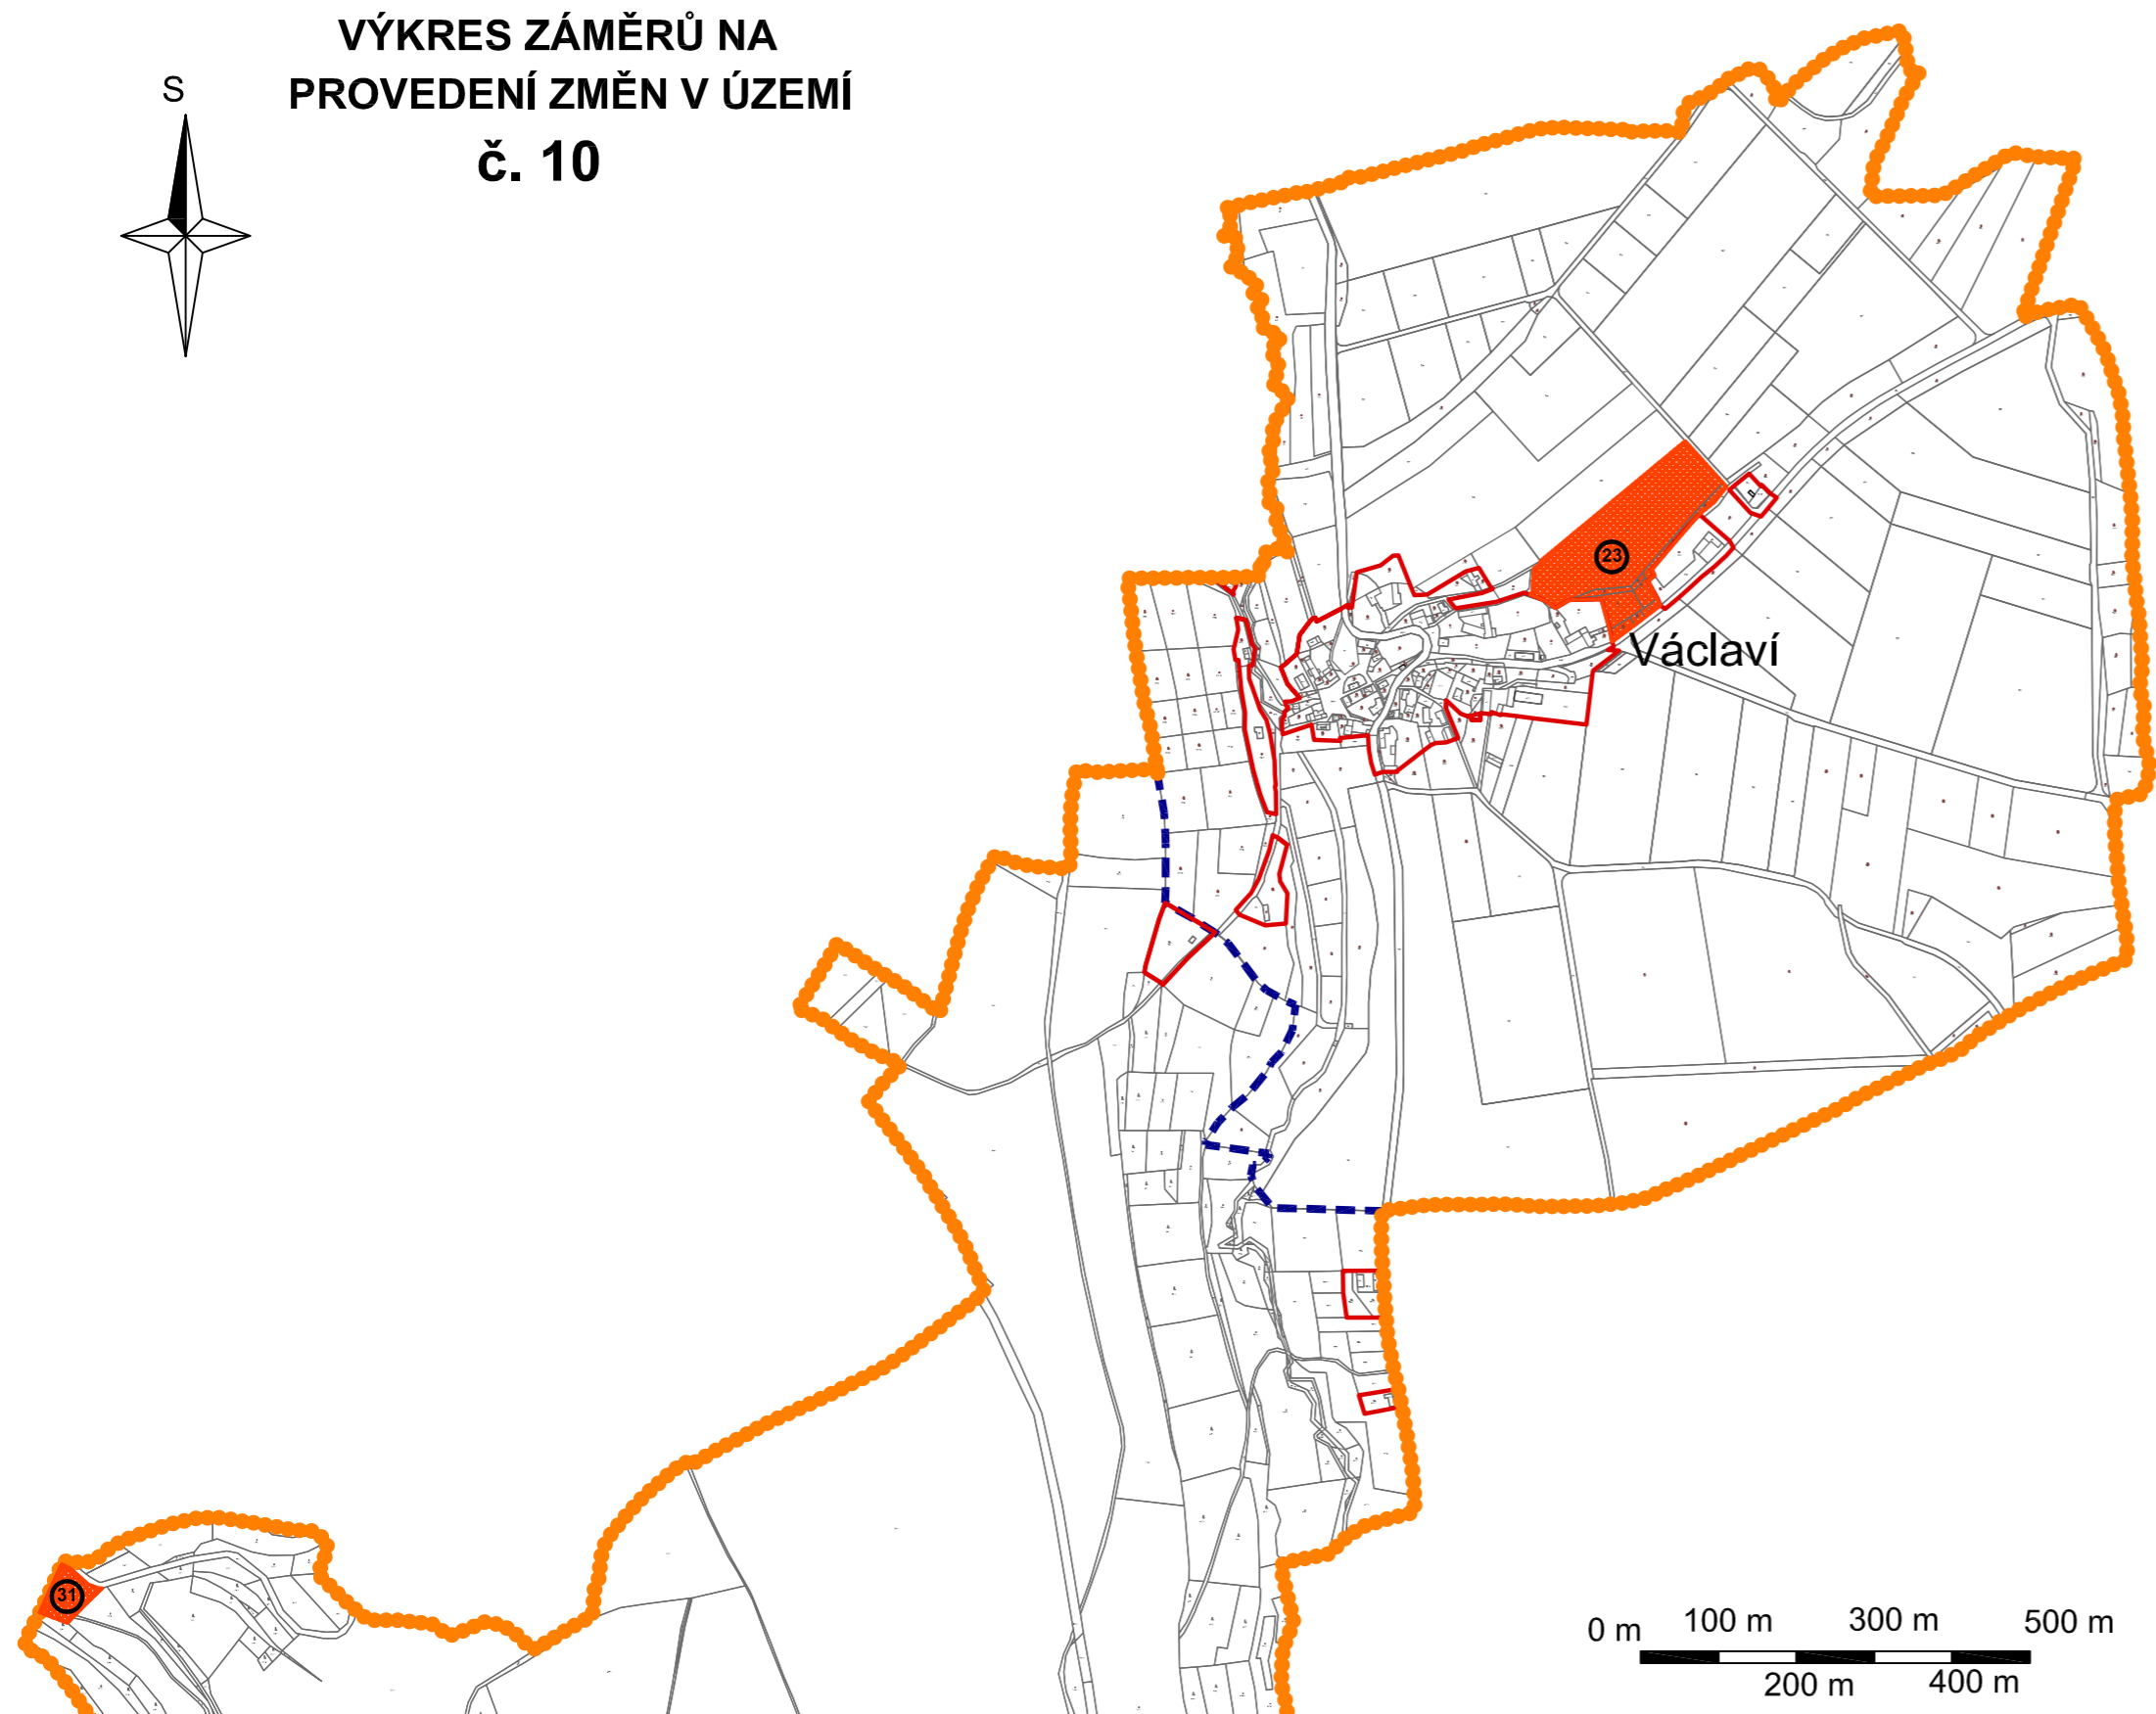 VÝKRES ZÁMĚRŮ NA
PROVEDENÍ ZMĚN V ÚZEMÍ
č. 10
S
23
Václaví
31
0 m 100 m 300 m 500 m
200 m 400 m